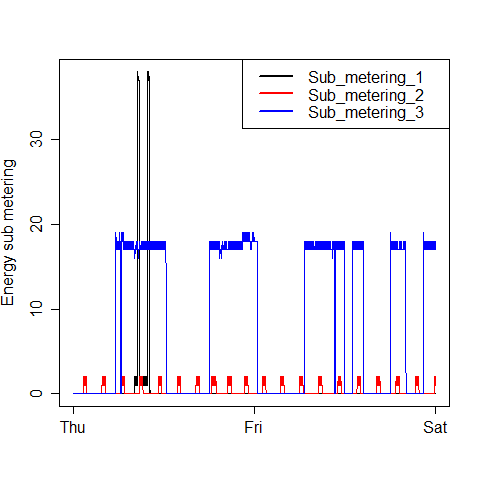 Sub_metering_1
Sub_metering_2
Sub_metering_3
Energy sub metering
30
20
10
0
Thu
Fri
Sat